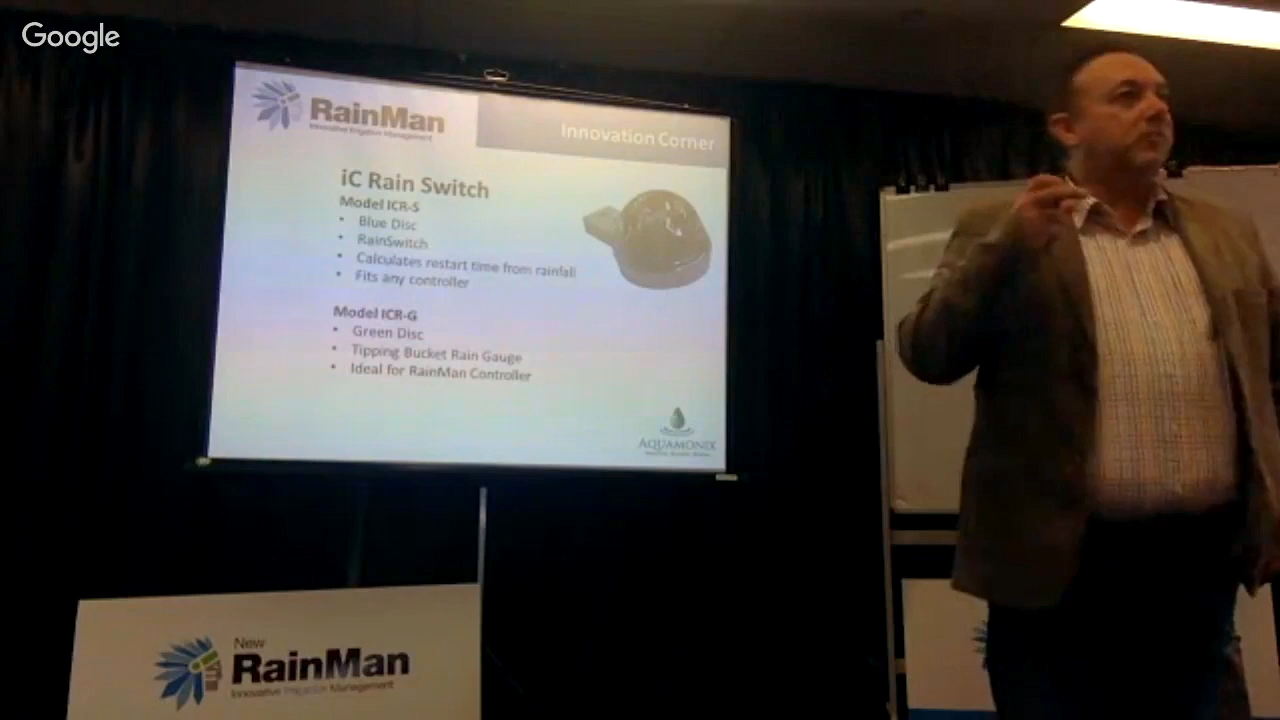 Google
RainMan
Innovative Irrigation Management
Innovation Corner
iC Rain Switch
Model ICR-S
• Blue Disc
• RainSwitch
• Calculates restart time from rainfall
• Fits any controller
Model ICR-G
• Green Disc
• Tipping Bucket Rain Gauge
• Ideal for RainMan Controller
AQUAMONIX
New
RainMan
Innovative Irrigation Management